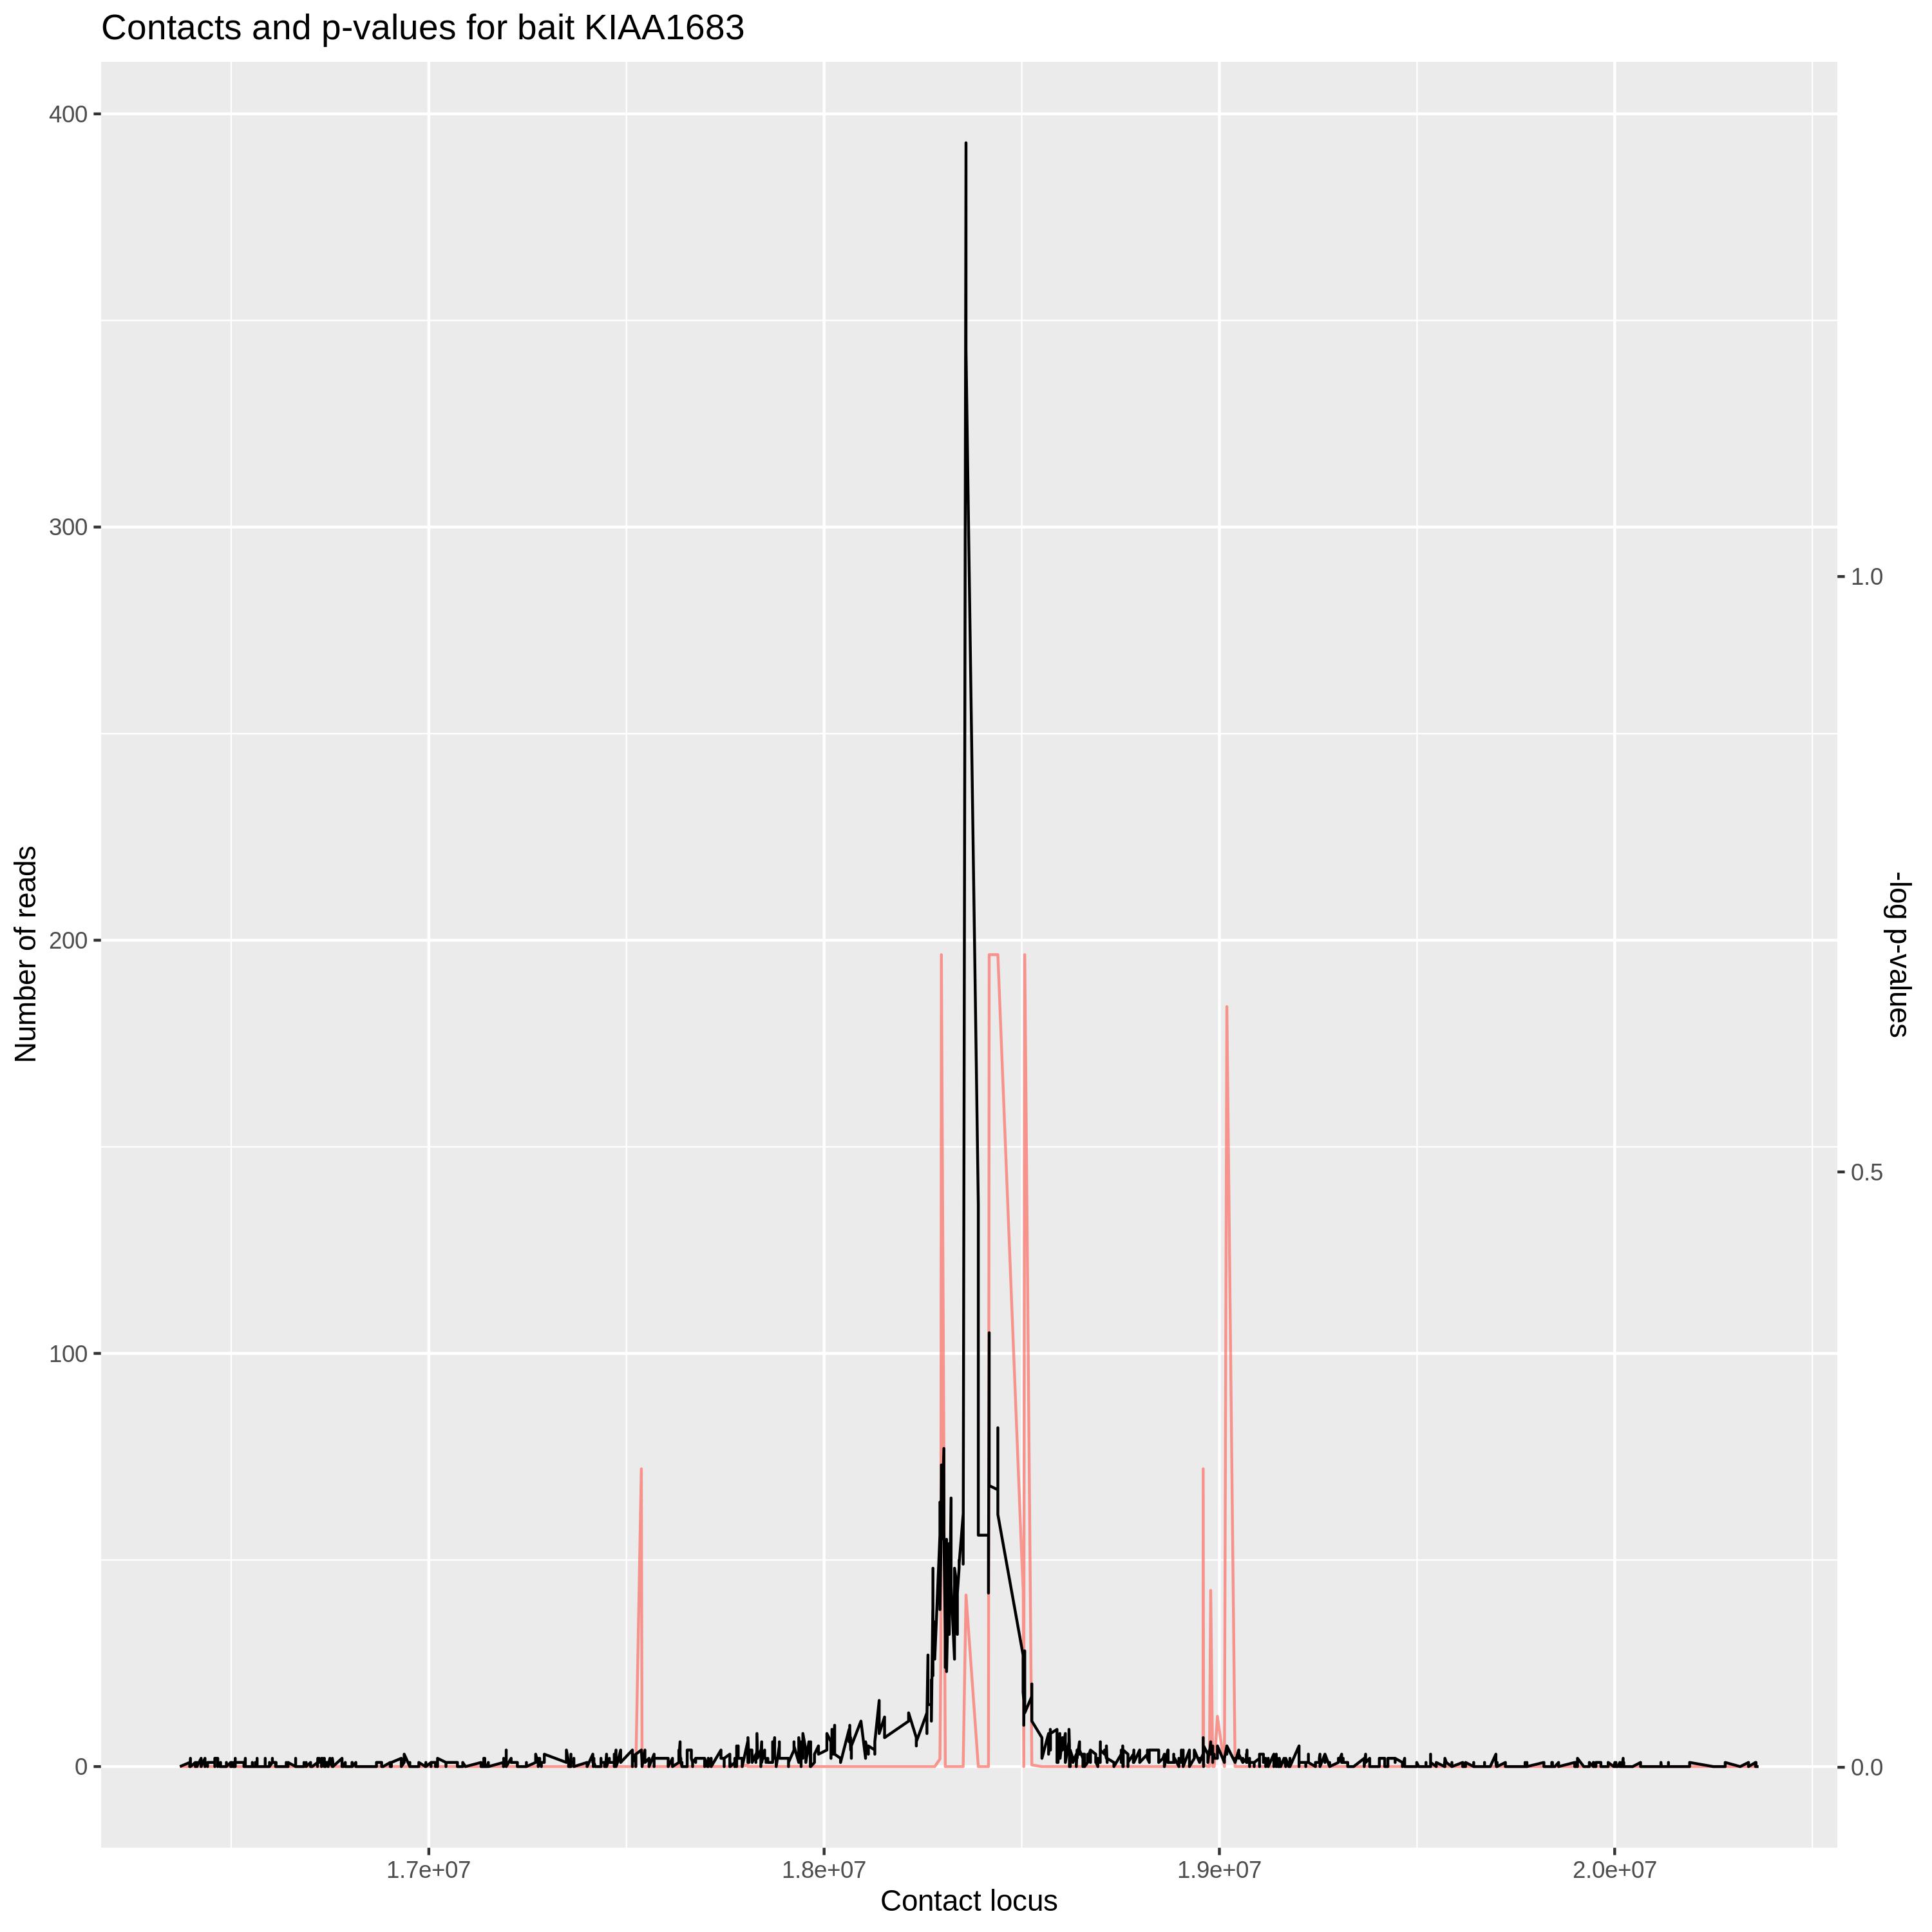 Contacts and p-values for bait KIAA1683
400
300
200
100
0
Number of reads
1.0
0.5
0.0
-log p-values
1.7e+07
1.8e+07
1.9e+07
2.0e+07
Contact locus